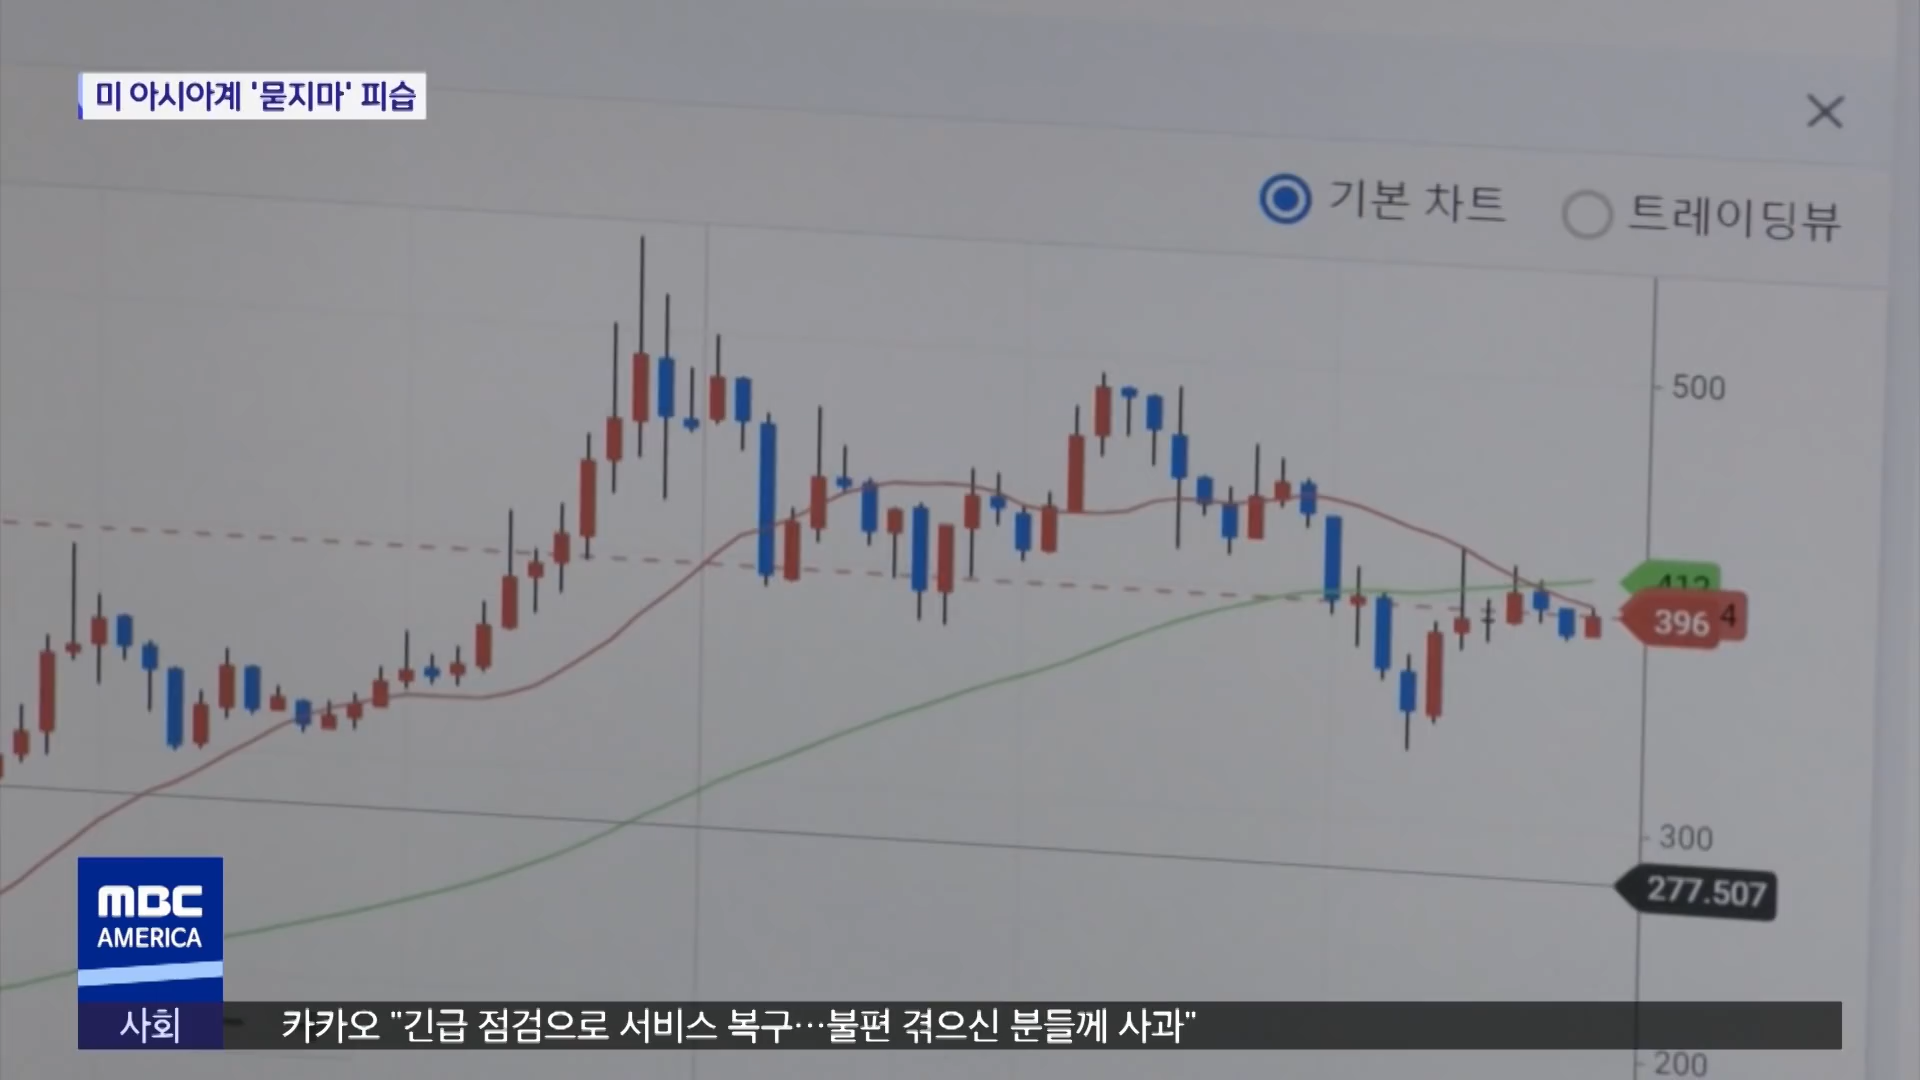 미 아시아계 '묻지마' 피습
기본 차트 트레이딩뷰
500
412
396 4
300
277.507
200
MBC
AMERICA
사회 카카오 "긴급 점검으로 서비스 복구…불편 겪으신 분들께 사과"